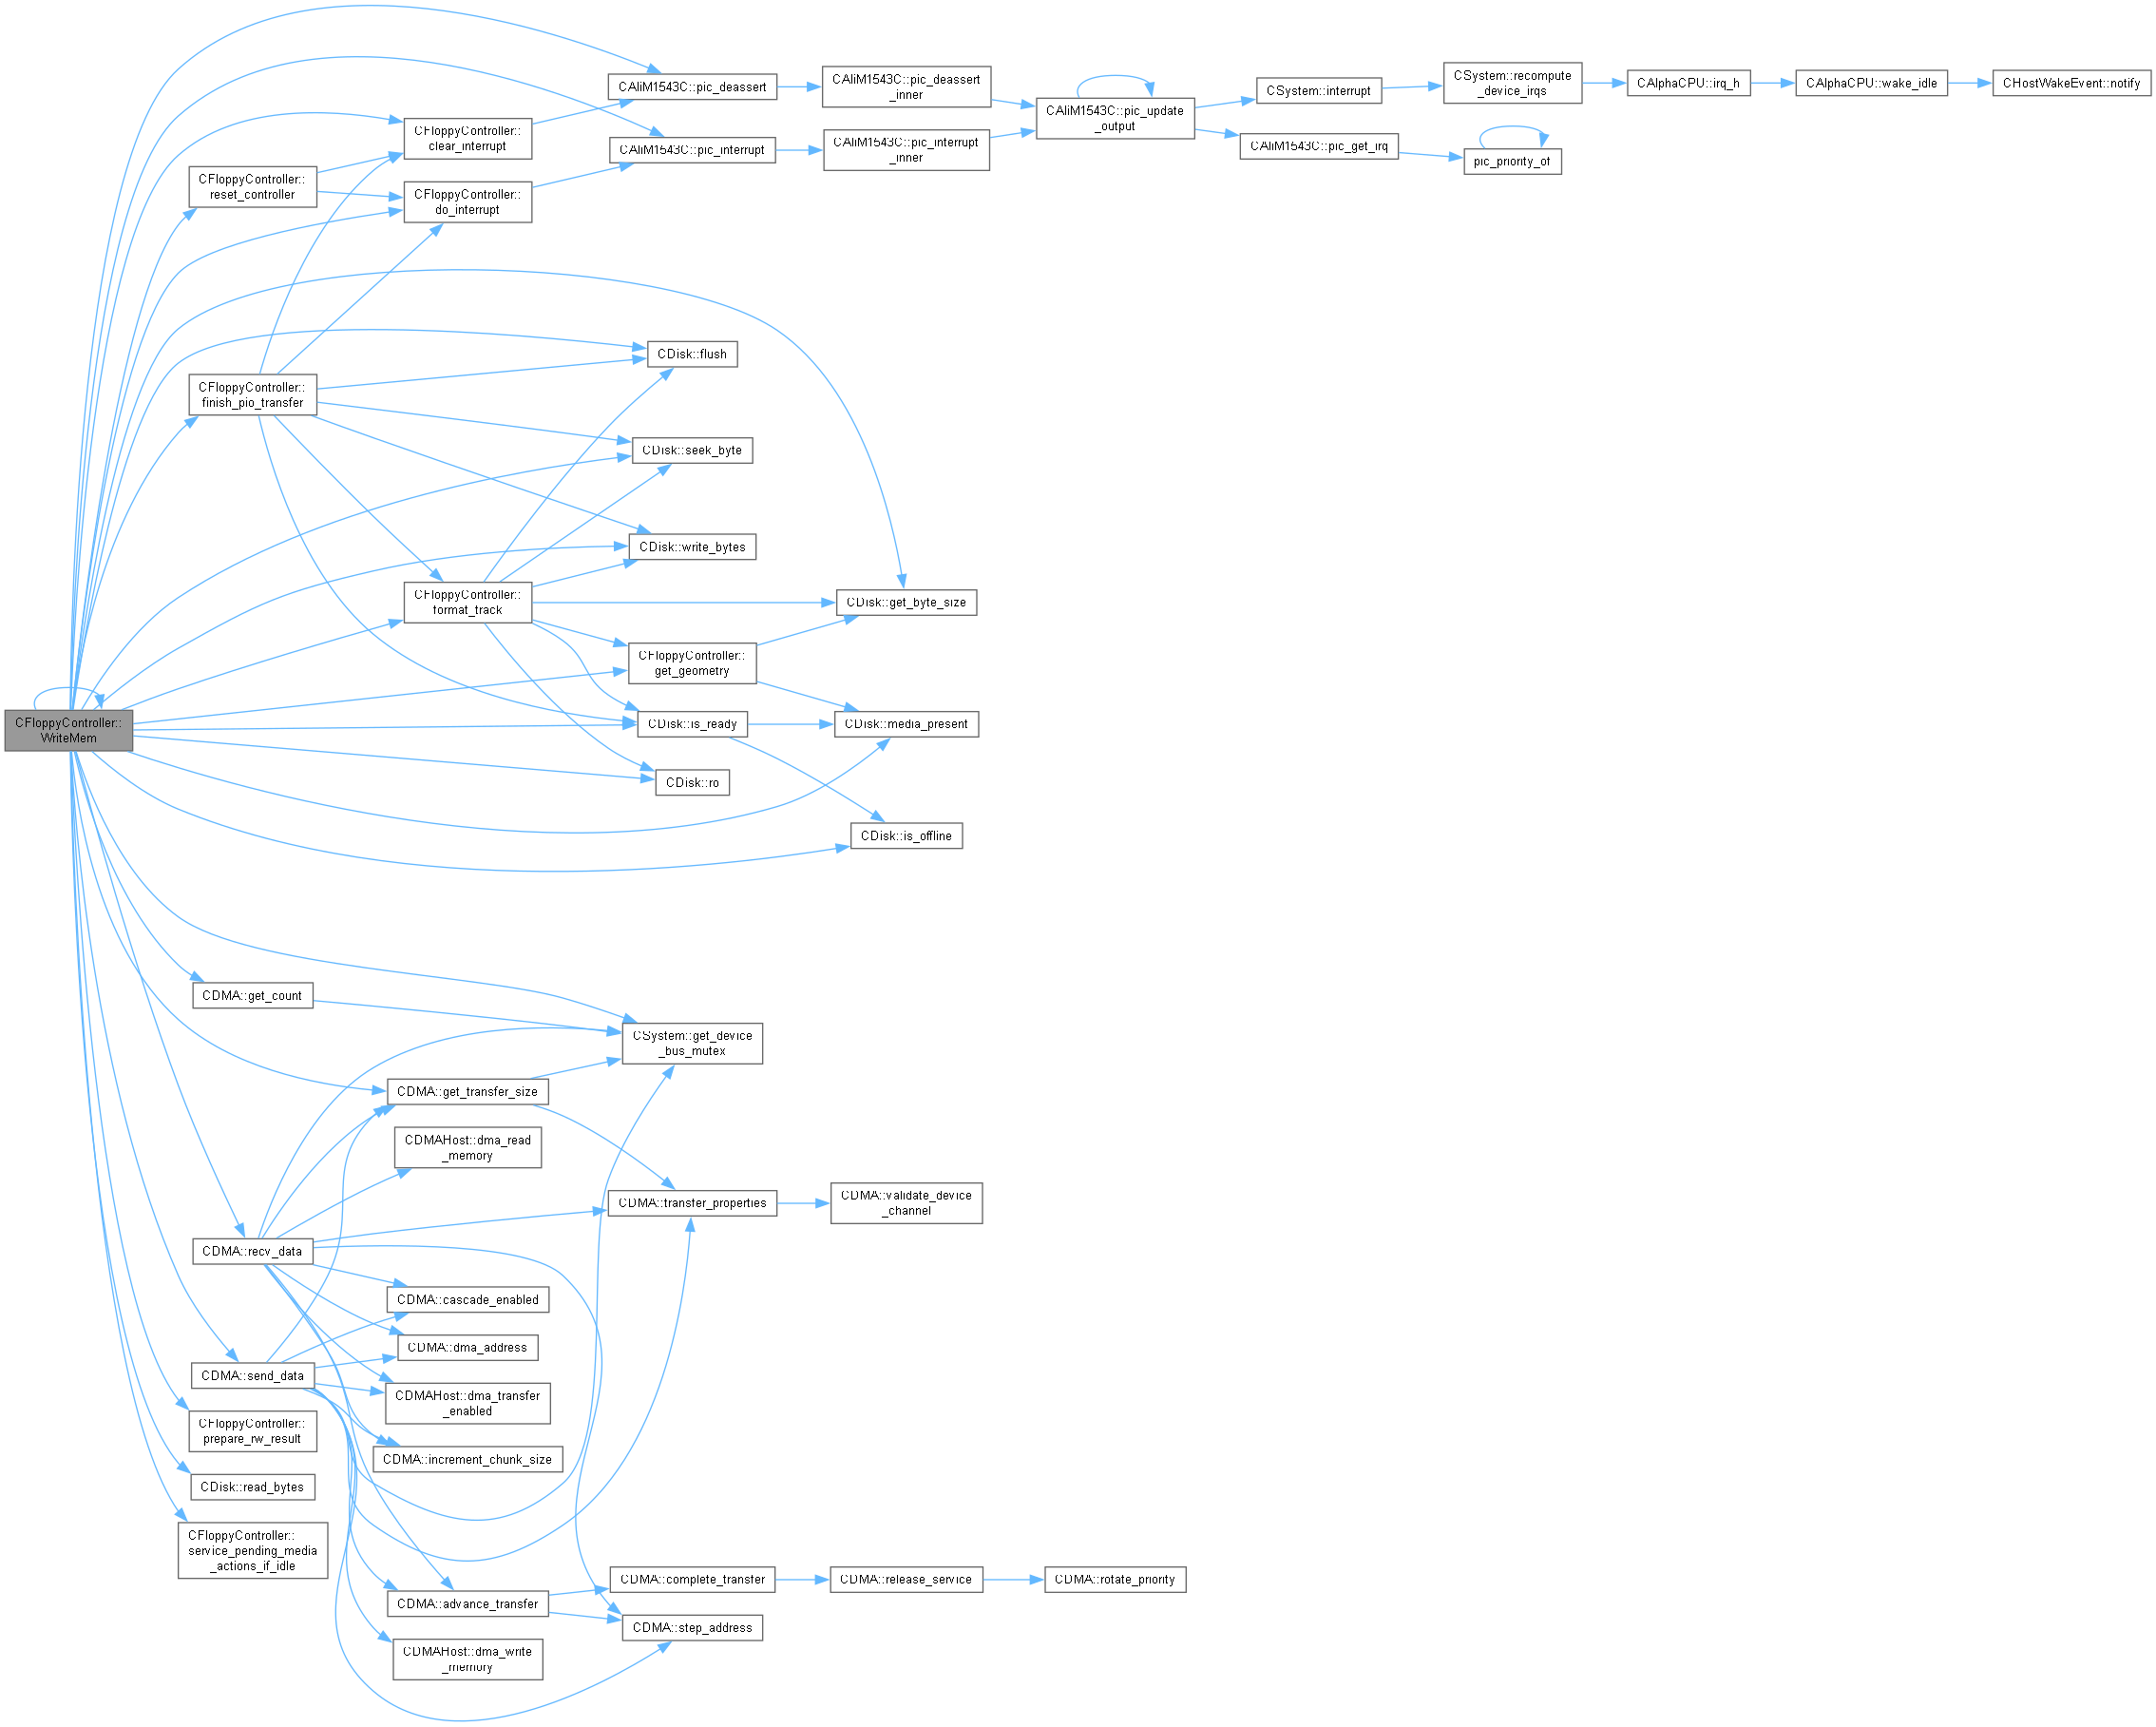 CAliM1543C::pic_deassert
CAliM1543C::pic_deassert
_inner
CSystem::interrupt
CSystem::recompute
_device_irqs
CAlphaCPU::irq_h
CAlphaCPU::wake_idle
CHostWakeEvent::notify
CAliM1543C::pic_update
_output
CFloppyController::
clear_interrupt
CAliM1543C::pic_interrupt
CAliM1543C::pic_interrupt
_inner
CAliM1543C::pic_get_irq
pic_priority_of
CFloppyController::
reset_controller
CFloppyController::
do_interrupt
CDisk::flush
CFloppyController::
finish_pio_transfer
CDisk::seek_byte
CDisk::write_bytes
CFloppyController::
format_track
CDisk::get_byte_size
CFloppyController::
get_geometry
CFloppyController::
WriteMem
CDisk::is_ready
CDisk::media_present
CDisk::ro
CDisk::is_offline
CDMA::get_count
CSystem::get_device
_bus_mutex
CDMA::get_transfer_size
CDMAHost::dma_read
_memory
CDMA::transfer_properties
CDMA::validate_device
_channel
CDMA::recv_data
CDMA::cascade_enabled
CDMA::dma_address
CDMA::send_data
CDMAHost::dma_transfer
_enabled
CFloppyController::
prepare_rw_result
CDMA::increment_chunk_size
CDisk::read_bytes
CFloppyController::
service_pending_media
_actions_if_idle
CDMA::complete_transfer
CDMA::release_service
CDMA::rotate_priority
CDMA::advance_transfer
CDMA::step_address
CDMAHost::dma_write
_memory